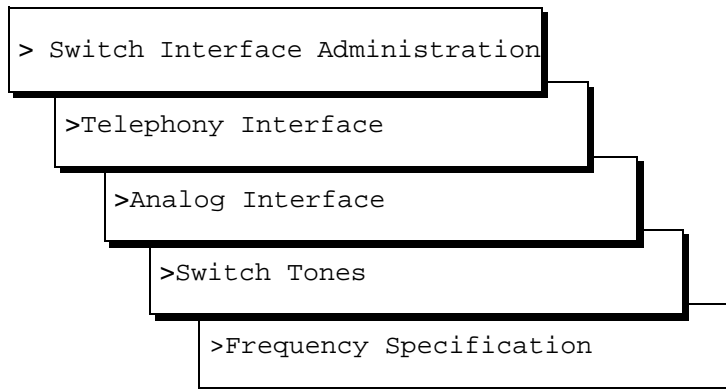 > Switch Interface Administration
>Telephony Interface
>Analog Interface
>Switch Tones
>Frequency Specification